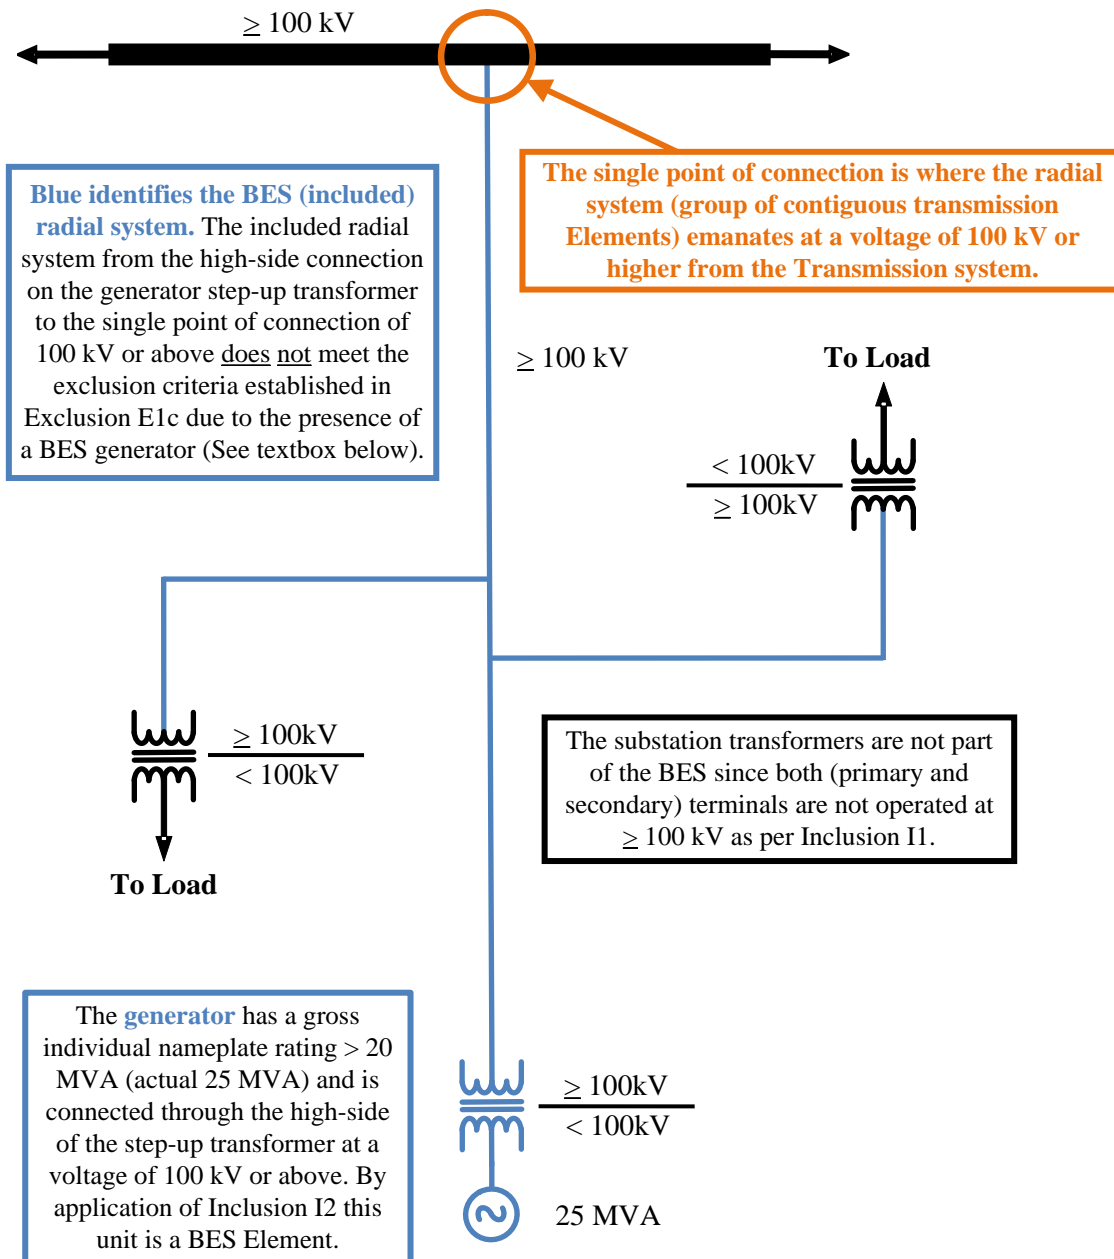 ≥ 100 kV
Blue identifies the BES (included)
radial system. The included radial
system from the high-side connection
on the generator step-up transformer
to the single point of connection of
100 kV or above does not meet the
exclusion criteria established in
Exclusion E1c due to the presence of
a BES generator (See textbox below).
The single point of connection is where the radial
system (group of contiguous transmission
Elements) emanates at a voltage of 100 kV or
higher from the Transmission system.
≥ 100 kV
To Load
< 100kV
≥ 100kV
≥ 100kV
< 100kV
To Load
The substation transformers are not part
of the BES since both (primary and
secondary) terminals are not operated at
≥ 100 kV as per Inclusion I1.
The generator has a gross
individual nameplate rating > 20
MVA (actual 25 MVA) and is
connected through the high-side
of the step-up transformer at a
voltage of 100 kV or above. By
application of Inclusion I2 this
unit is a BES Element.
≥ 100kV
< 100kV
25 MVA